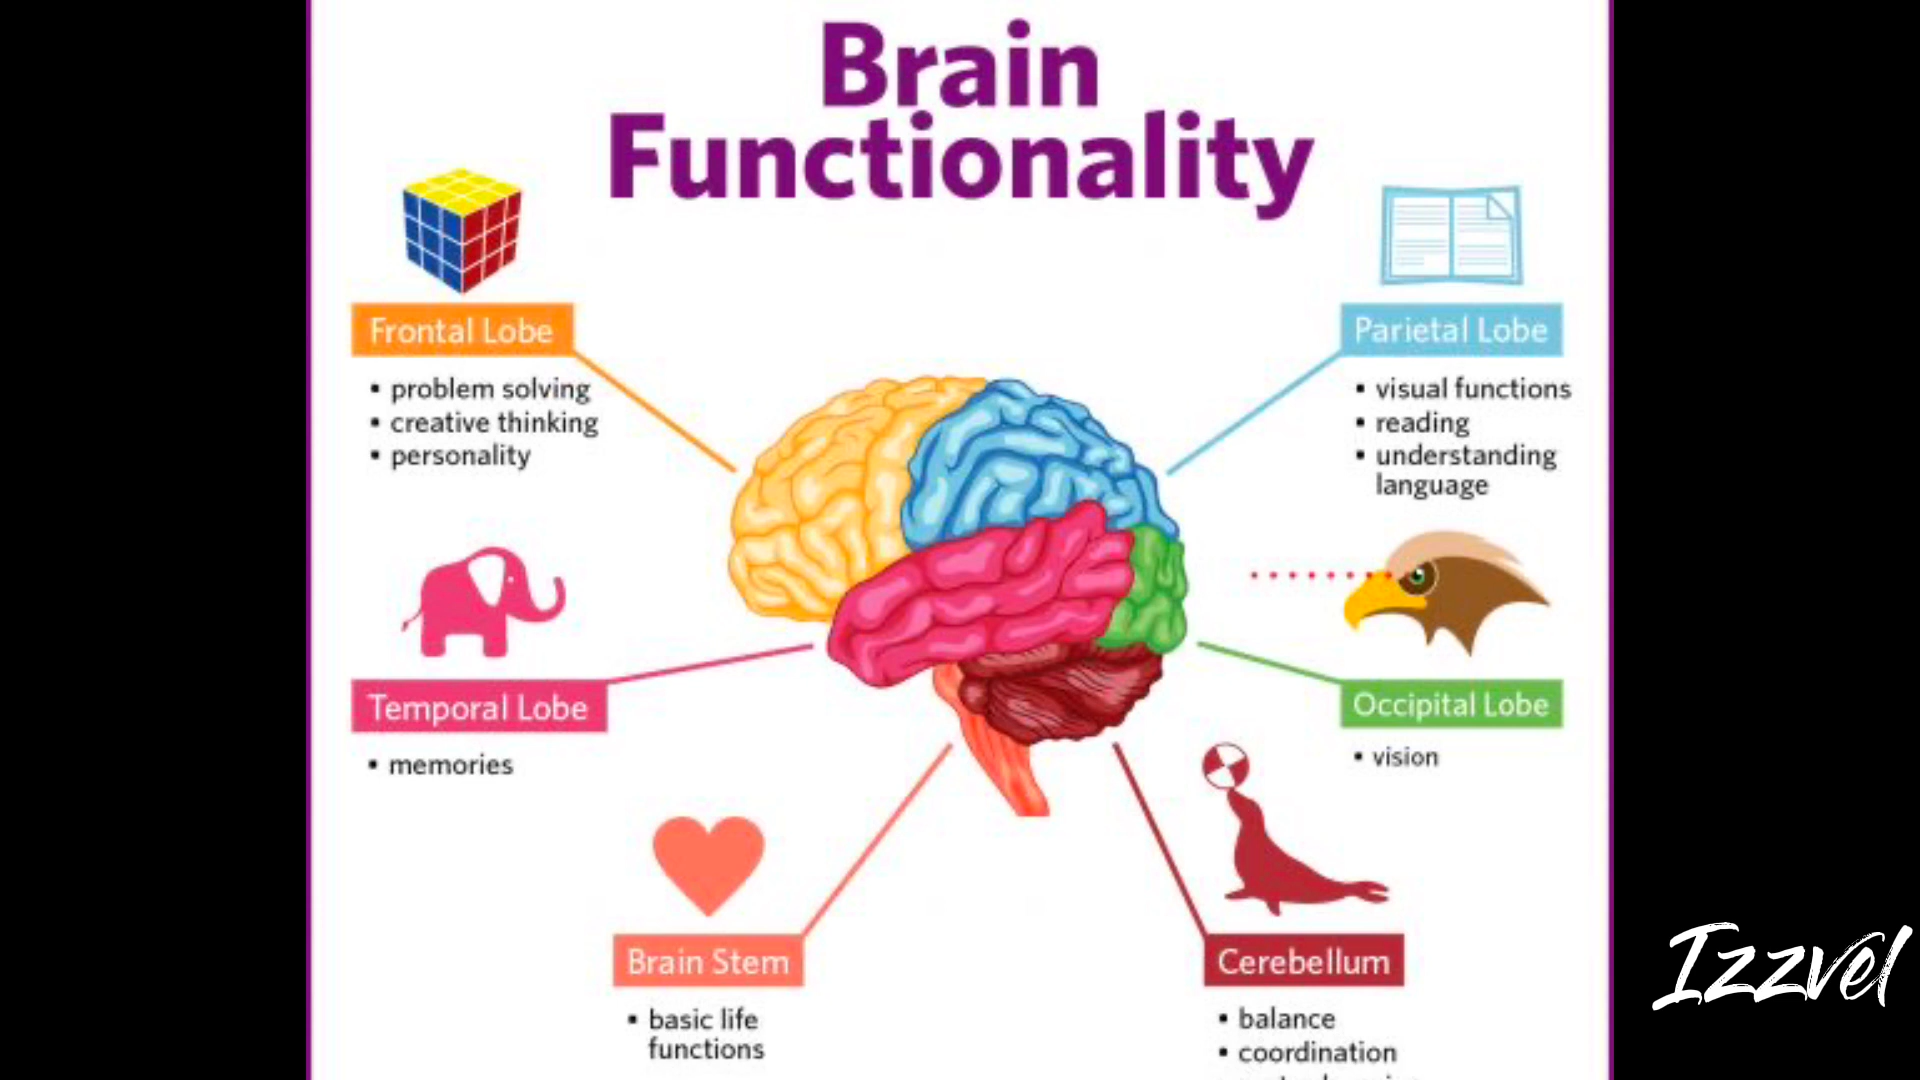 Brain
Functionality
Frontal Lobe
▪ problem solving
▪ creative thinking
▪ personality
Parietal Lobe
▪ visual functions
▪ reading
▪ understanding
language
Temporal Lobe
▪ memories
Occipital Lobe
▪ vision
Brain Stem
▪ basic life
functions
Cerebellum
▪ balance
▪ coordination
Izzvel